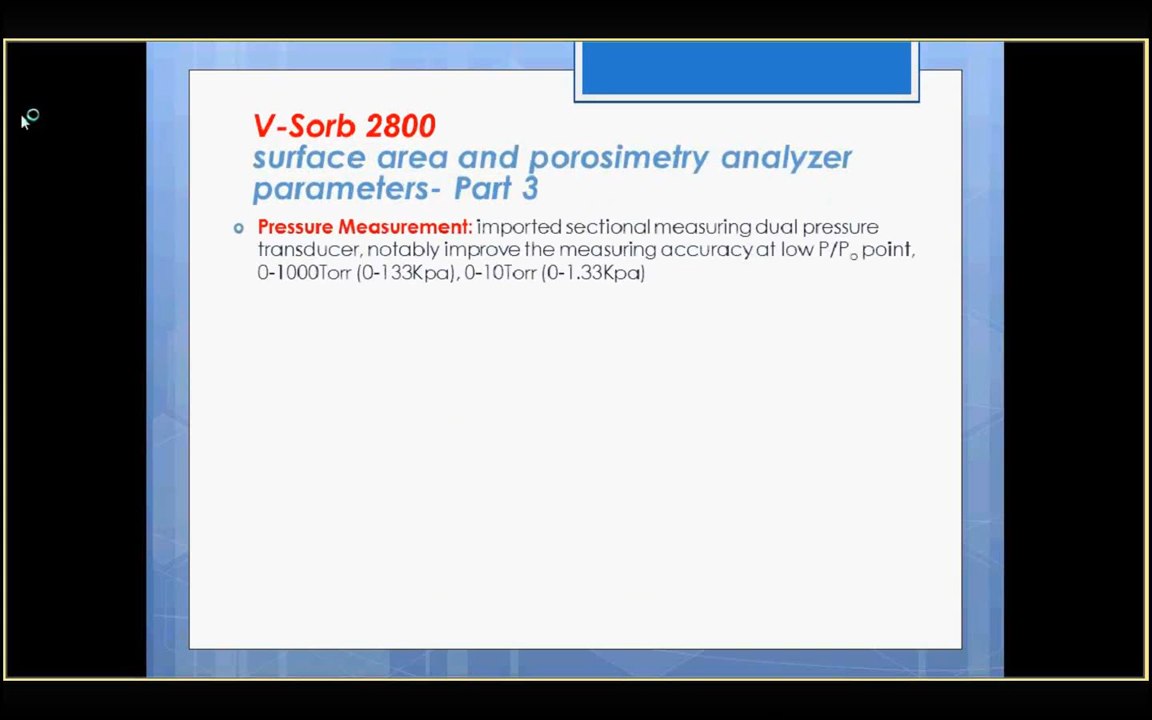 V-Sorb 2800
surface area and porosimetry analyzer
parameters- Part 3
Pressure Measurement: imported sectional measuring dual pressure
transducer, notably improve the measuring accuracy at low P/P₀ point,
0-1000Torr (0-133Kpa), 0-10Torr (0-1.33Kpa)